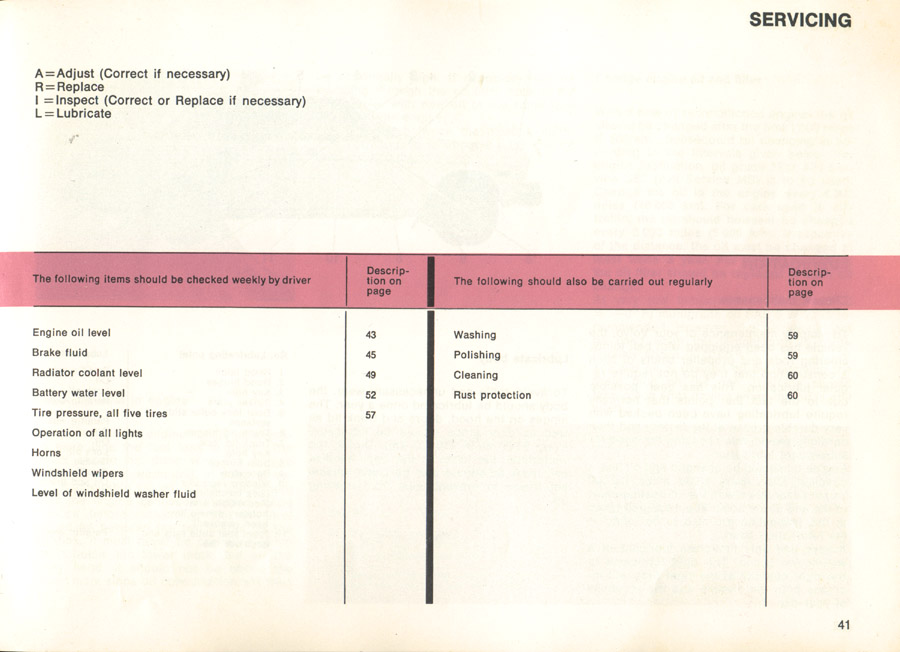 SERVICING
A=Adjust (Correct if necessary)
R=Replace
I =Inspect (Correct or Replace if necessary)
L=Lubricate
The following items should be checked weekly by driver
Descrip-
tion on
page
The following should also be carried out regularly
Descrip-
tion on
page
Engine oil level 43
Brake fluid 45
Radiator coolant level 49
Battery water level 52
Tire pressure, all five tires 57
Operation of all lights
Horns
Windshield wipers
Level of windshield washer fluid
Washing 59
Polishing 59
Cleaning 60
Rust protection 60
41